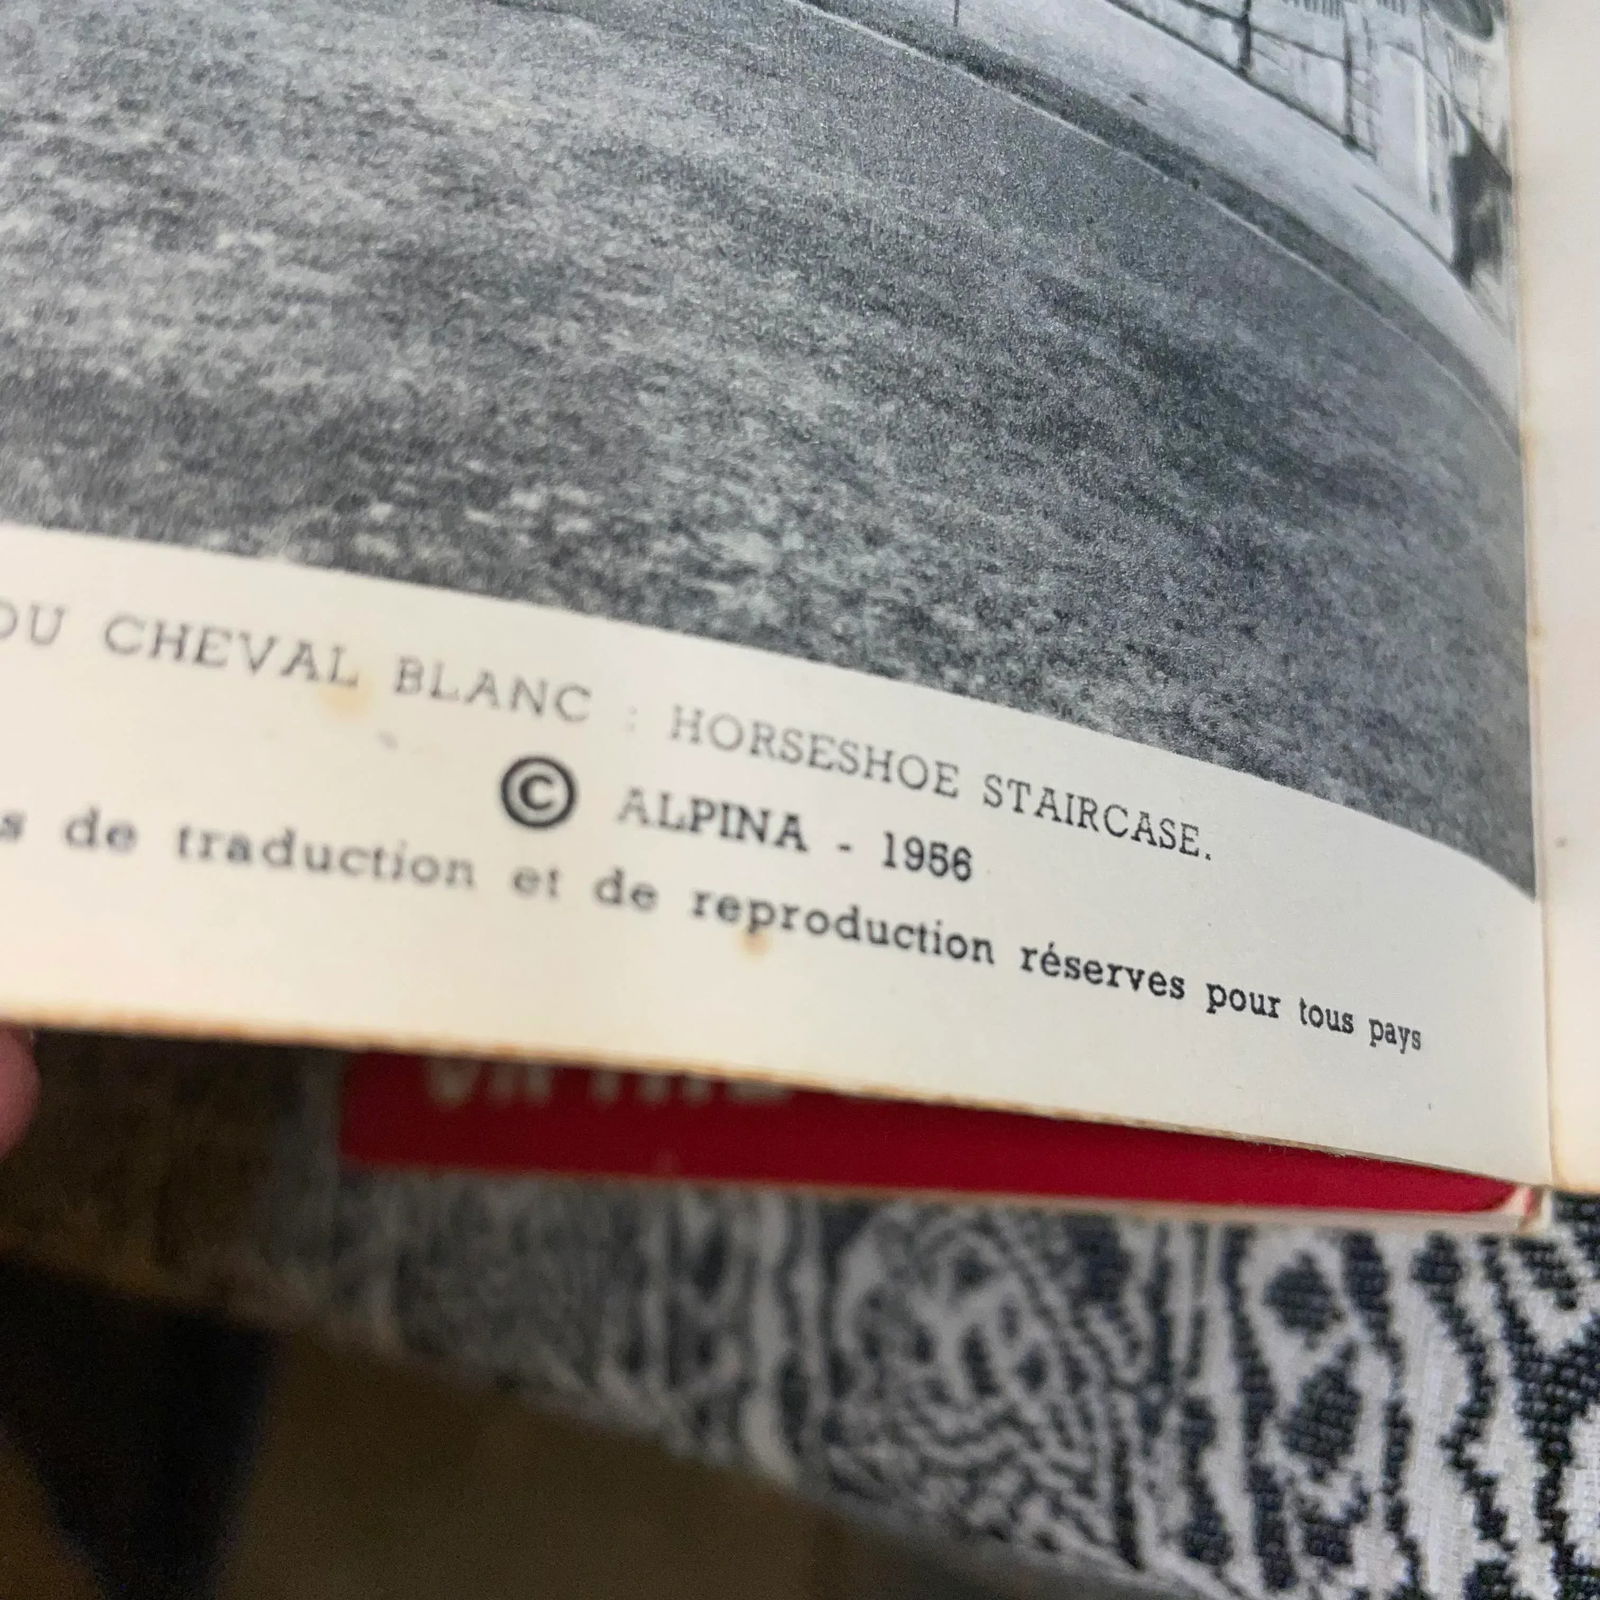 DU CHEVAL BLANC : HORSESHOE STAIRCASE.
© ALPINA - 1956
de traduction et de reproduction réserves pour tous pays